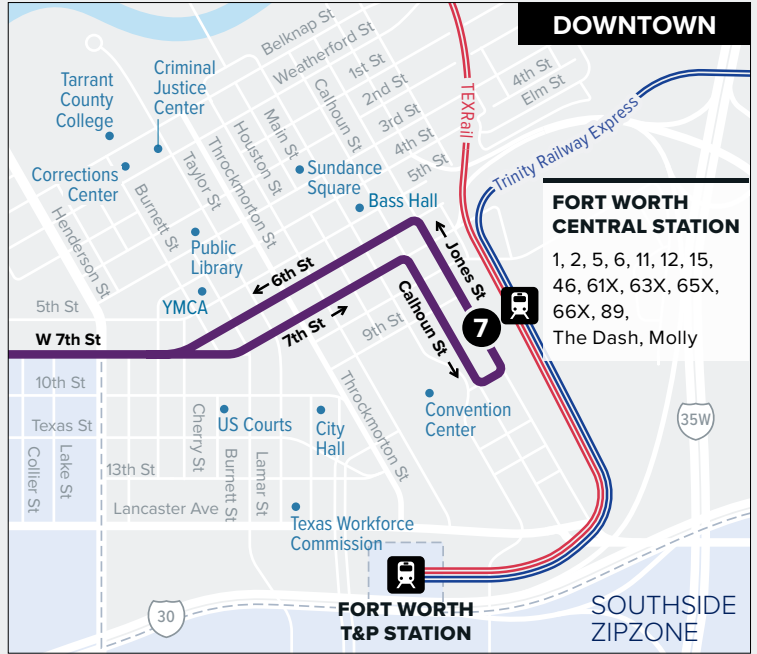 DOWNTOWN
Belknap St
Weatherford St
1st St
2nd St
3rd St
4th St
5th St
4th St
Elm St
TEXRail
Trinity Railway Express
Tarrant
County
College
Criminal
Justice
Center
Corrections
Center
Henderson St
Burnett St
Taylor St
Throckmorton St
Houston St
Main St
Calhoun St
Sundance
Square
Bass Hall
Public
Library
YMCA
FORT WORTH
CENTRAL STATION
1, 2, 5, 6, 11, 12, 15,
46, 61X, 63X, 65X,
66X, 89,
The Dash, Molly
6th St
Jones St
7th St
Calhoun St
7
9th St
5th St
W 7th St
10th St
Texas St
Collier St
Lake St
13th St
Lancaster Ave
Cherry St
Burnett St
Lamar St
Throckmorton St
US Courts
City
Hall
Convention
Center
35W
Texas Workforce
Commission
30
FORT WORTH
T&P STATION
SOUTHSIDE
ZIPZONE